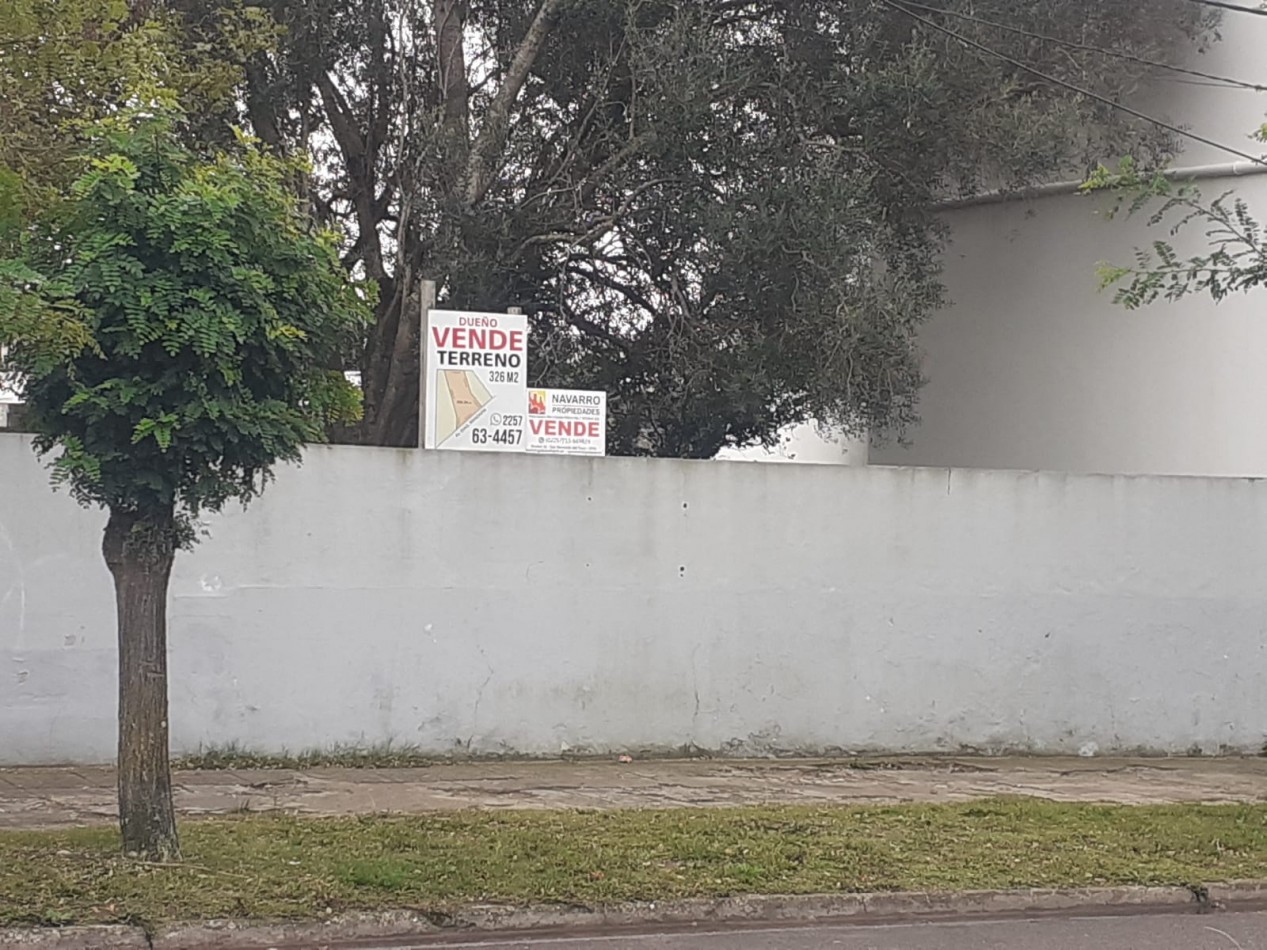 DUEÑO
VENDE
TERRENO
326 M2
2257
63-4457
NAVARRO
PROPIEDADES
VENDE